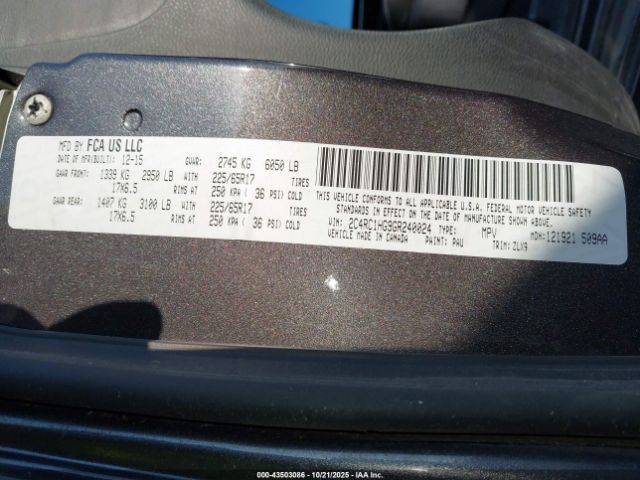 MFD BY FCA US LLC
DATE OF MFR(BUILT): 12-15 GVWR: 2745 KG 6050 LB
GAWR FRONT: 1339 KG 2950 LB WITH 225/65R17 TIRES
17X6.5 RIMS AT 250 KPA ( 36 PSI) COLD
GAWR REAR: 1407 KG 3100 LB WITH 225/65R17 TIRES
17X6.5 RIMS AT 250 KPA ( 36 PSI) COLD
THIS VEHICLE CONFORMS TO ALL APPLICABLE U.S.A. FEDERAL MOTOR VEHICLE SAFETY
STANDARDS IN EFFECT ON THE DATE OF MANUFACTURE SHOWN ABOVE.
VIN: 2C4RC1HG9GR240024 TYPE: MPV MDH:121921 509AA
VEHICLE MADE IN CANADA PAINT: PAU TRIM: ZLX9
000-43503086 - 10/21/2025 - © IAA Holdings, LLC